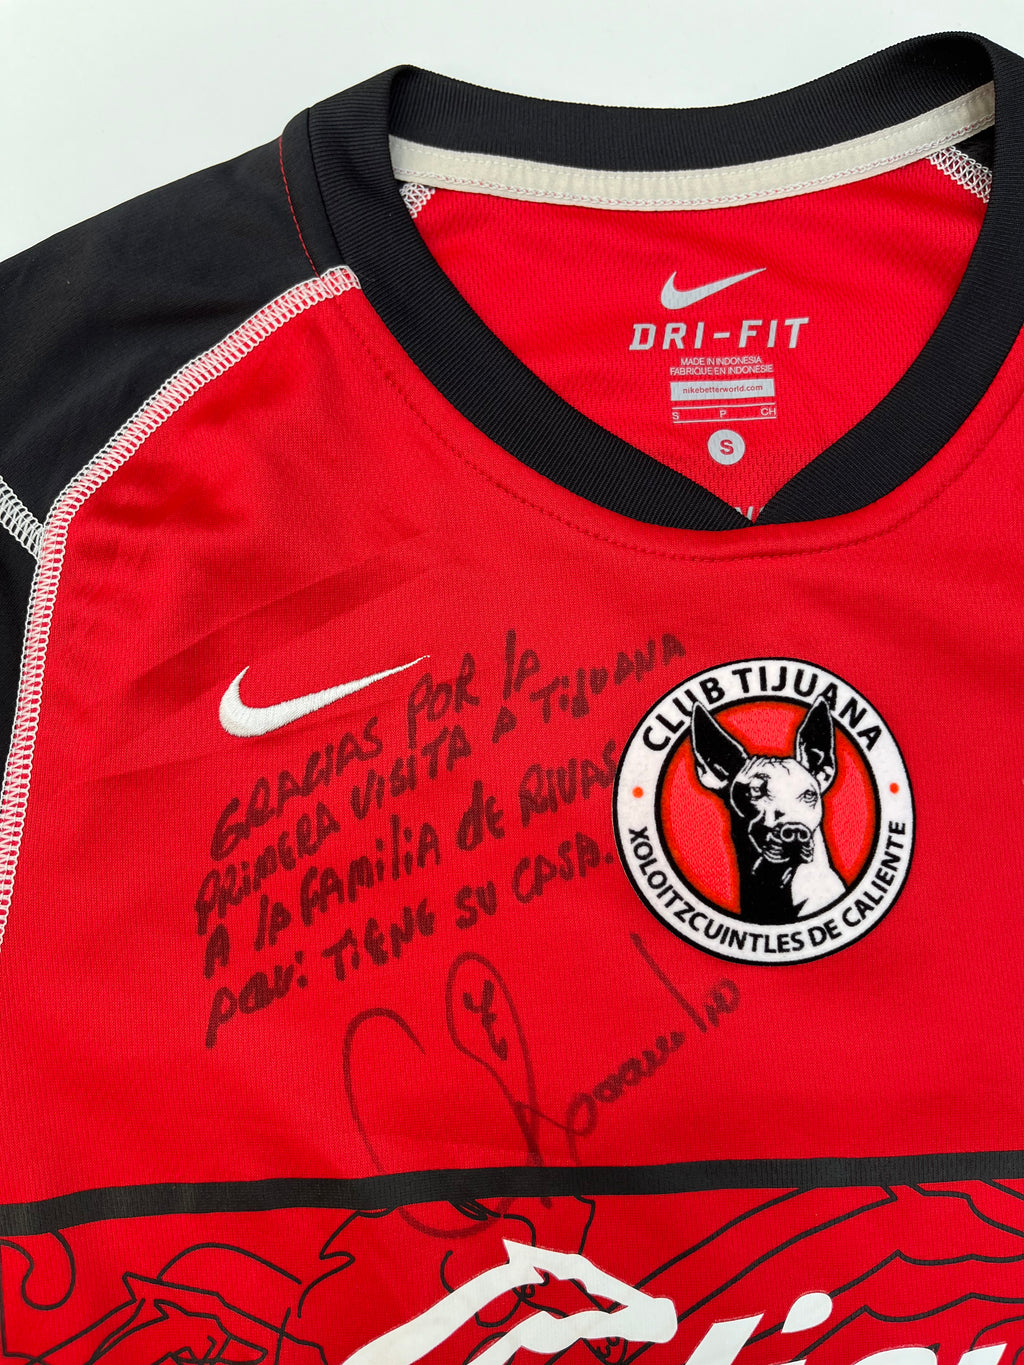 DRI-FIT
MADE IN INDONESIA
FABRIQUE EN INDONESIE
nikebetterworld.com
S P CH
S
GRACIAS POR lA
PRIMERA VISITA A TIJUANA
A lA FAMILIA DE RIVAS
AQUI TIENE SU CASA.
CLUB TIJUANA
XOLOITZCUINTLES DE CALIENTE